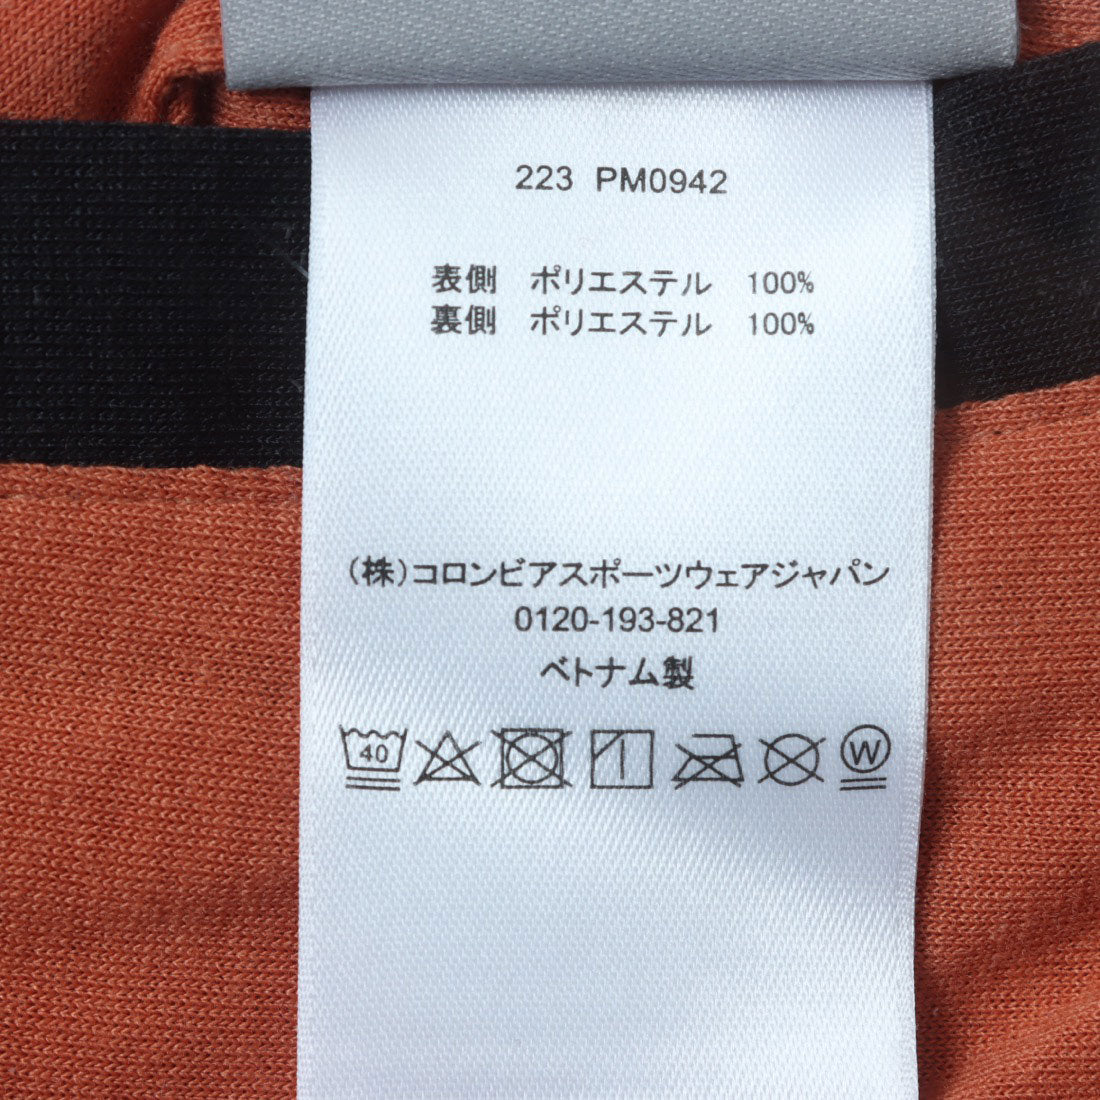 223 PM0942
表側 ポリエステル 100%
裏側 ポリエステル 100%
(株)コロンビアスポーツウェアジャパン
0120-193-821
ベトナム製
40 W